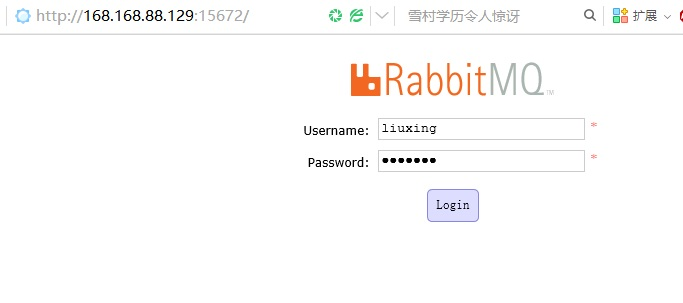 http://168.168.88.129:15672/ 雪村学历令人惊讶 扩展
RabbitMQ TM
Username: liuxing *
Password: ●●●●●●● *
Login